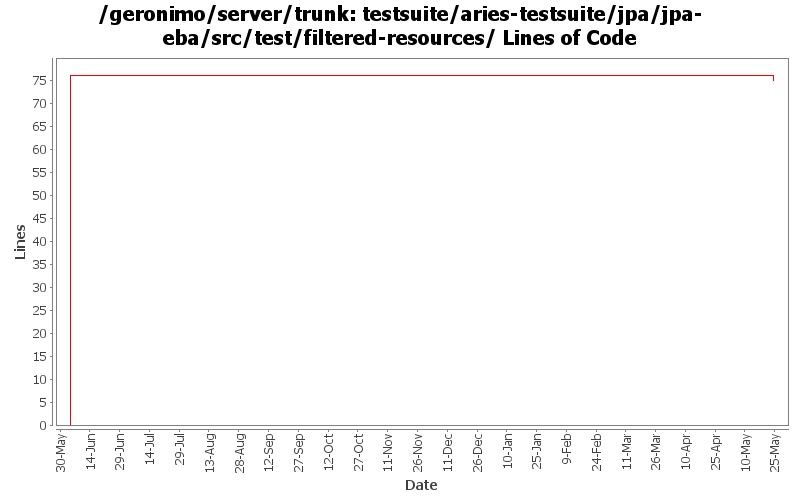 /geronimo/server/trunk: testsuite/aries-testsuite/jpa/jpa-
eba/src/test/filtered-resources/ Lines of Code
75
70
65
60
55
50
45
40
35
30
25
20
15
10
5
0
Lines
30-May
14-Jun
29-Jun
14-Jul
29-Jul
13-Aug
28-Aug
12-Sep
27-Sep
12-Oct
27-Oct
11-Nov
26-Nov
11-Dec
26-Dec
10-Jan
25-Jan
9-Feb
24-Feb
11-Mar
26-Mar
10-Apr
25-Apr
10-May
25-May
Date